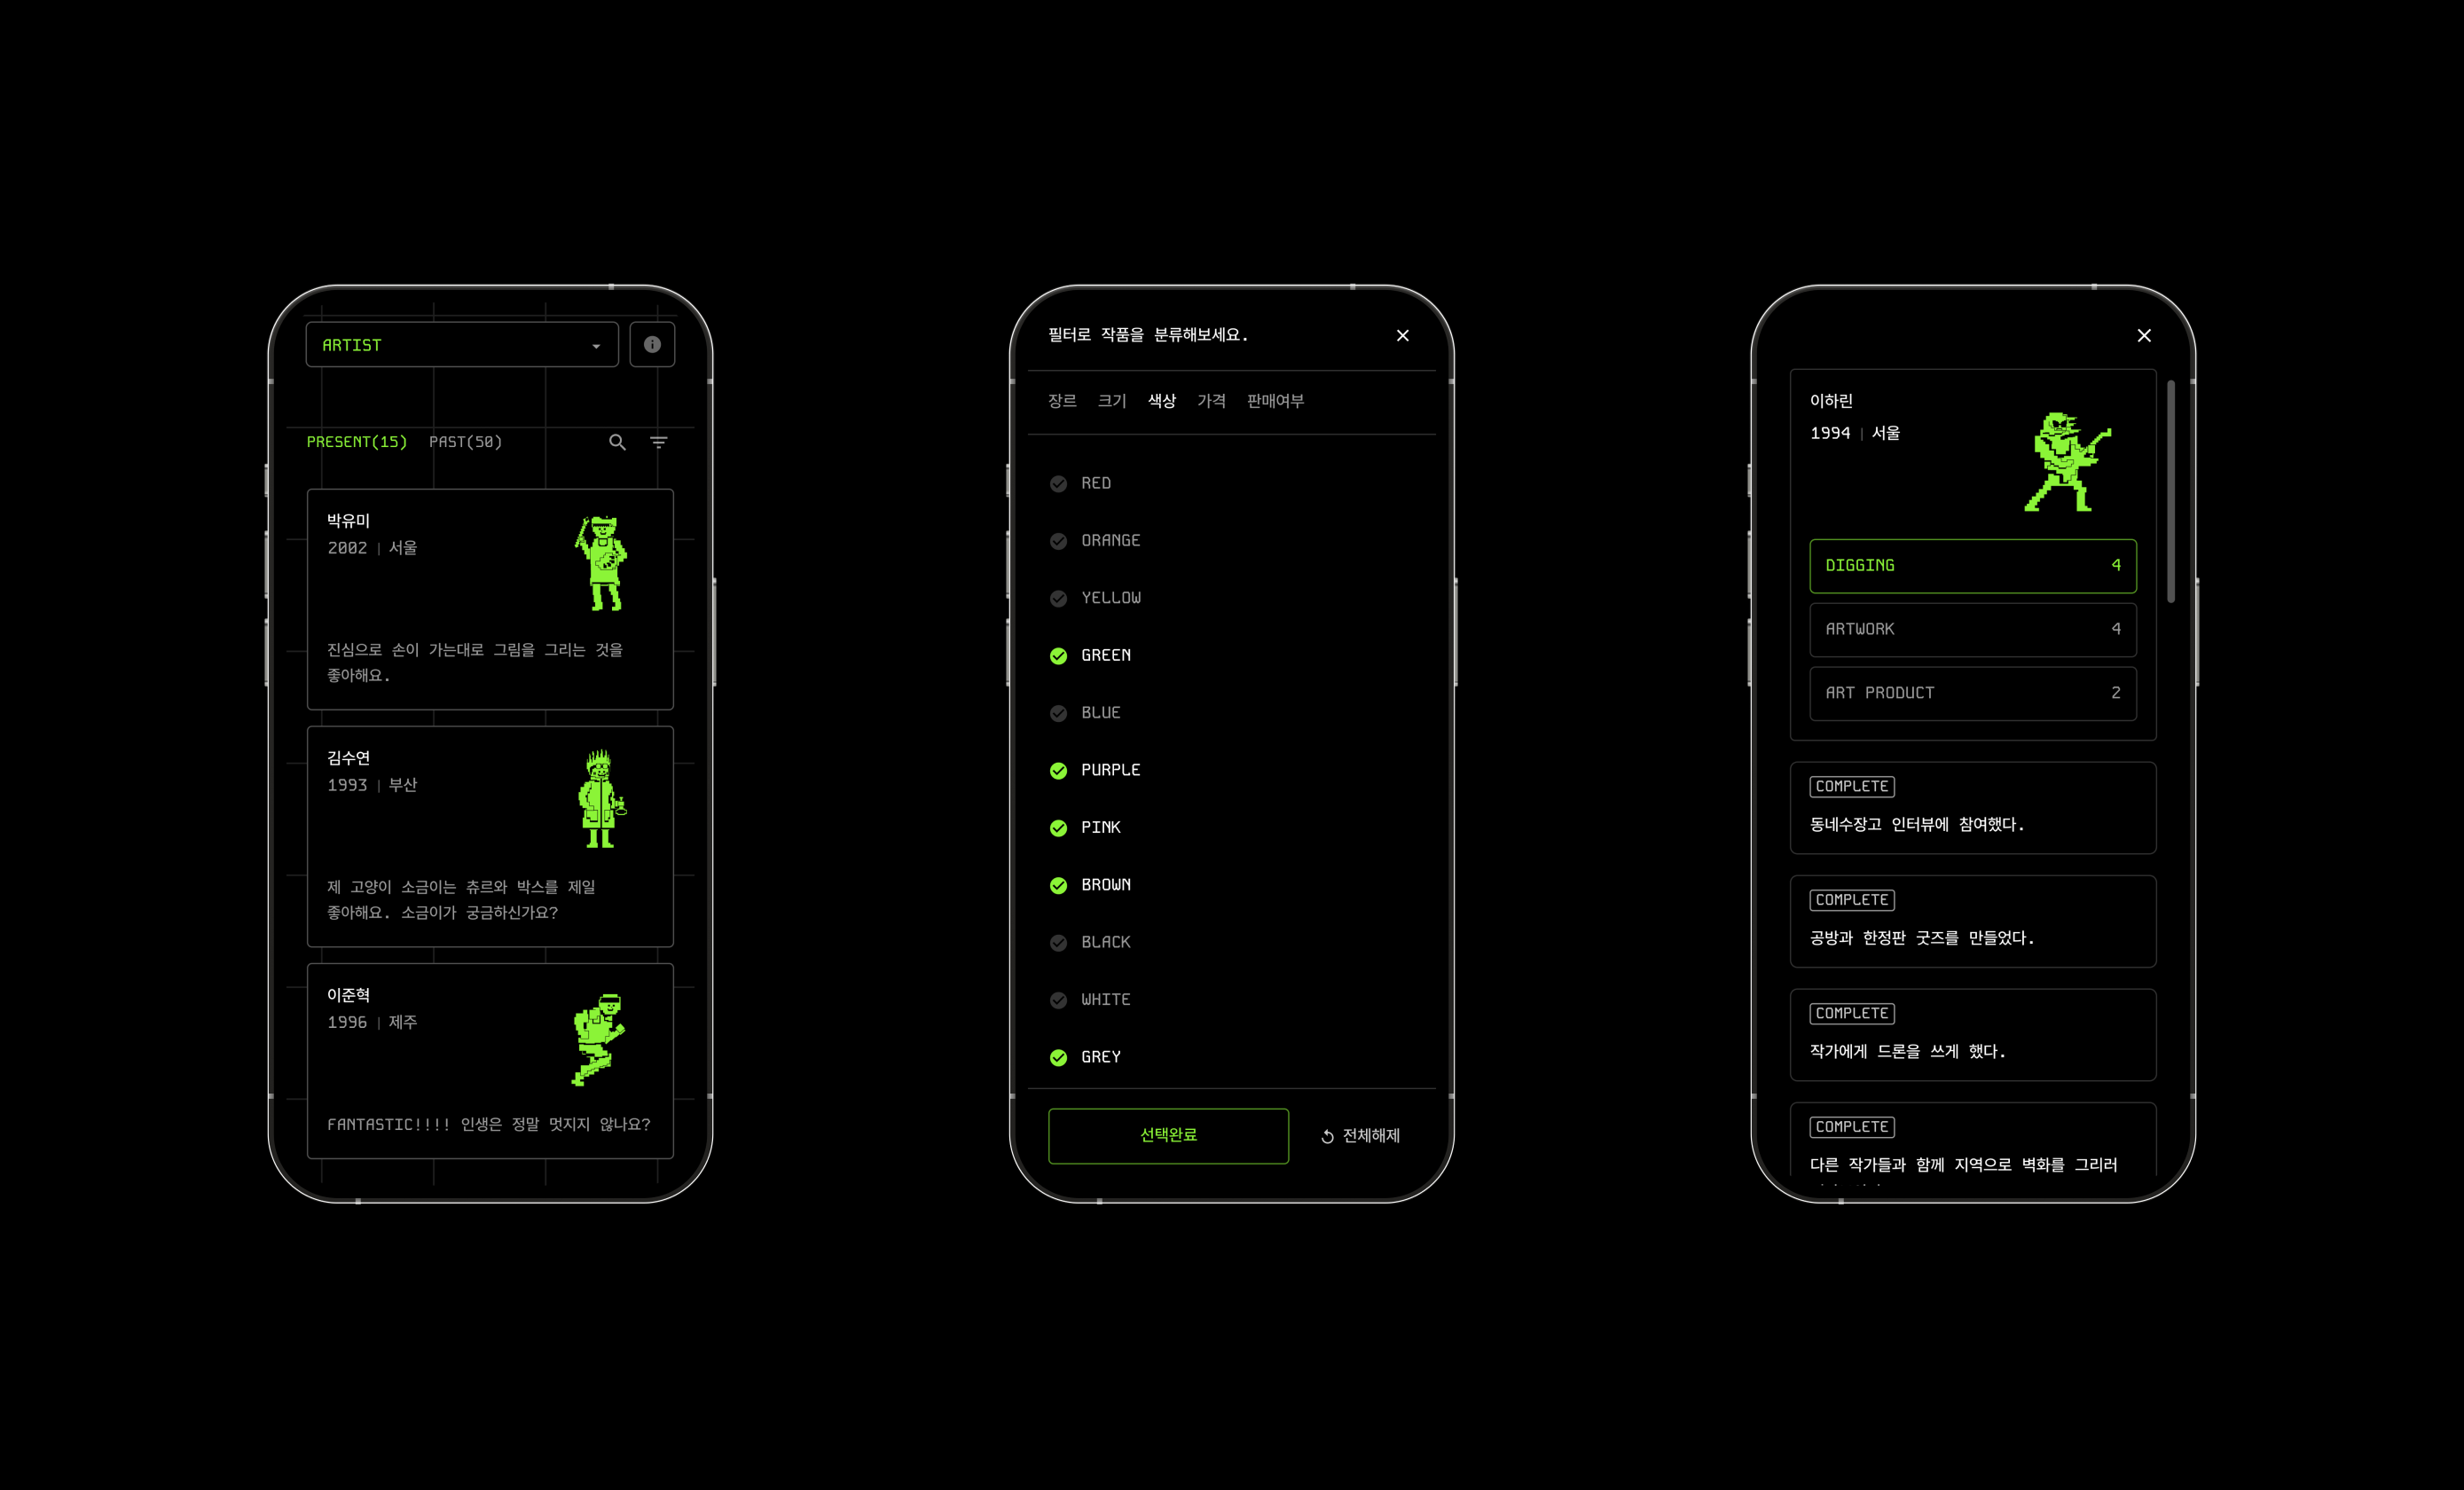 ARTIST
PRESENT(15) PAST(50)
박유미
2002 | 서울
진심으로 손이 가는대로 그림을 그리는 것을
좋아해요.
김수연
1993 | 부산
제 고양이 소금이는 츄르와 박스를 제일
좋아해요. 소금이가 궁금하신가요?
이준혁
1996 | 제주
FANTASTIC!!!! 인생은 정말 멋지지 않나요?
필터로 작품을 분류해보세요.
장르 크기 색상 가격 판매여부
RED
ORANGE
YELLOW
GREEN
BLUE
PURPLE
PINK
BROWN
BLACK
WHITE
GREY
선택완료 전체해제
이하린
1994 | 서울
DIGGING 4
ARTWORK 4
ART PRODUCT 2
COMPLETE
동네수장고 인터뷰에 참여했다.
COMPLETE
공방과 한정판 굿즈를 만들었다.
COMPLETE
작가에게 드론을 쓰게 했다.
COMPLETE
다른 작가들과 함께 지역으로 벽화를 그리러